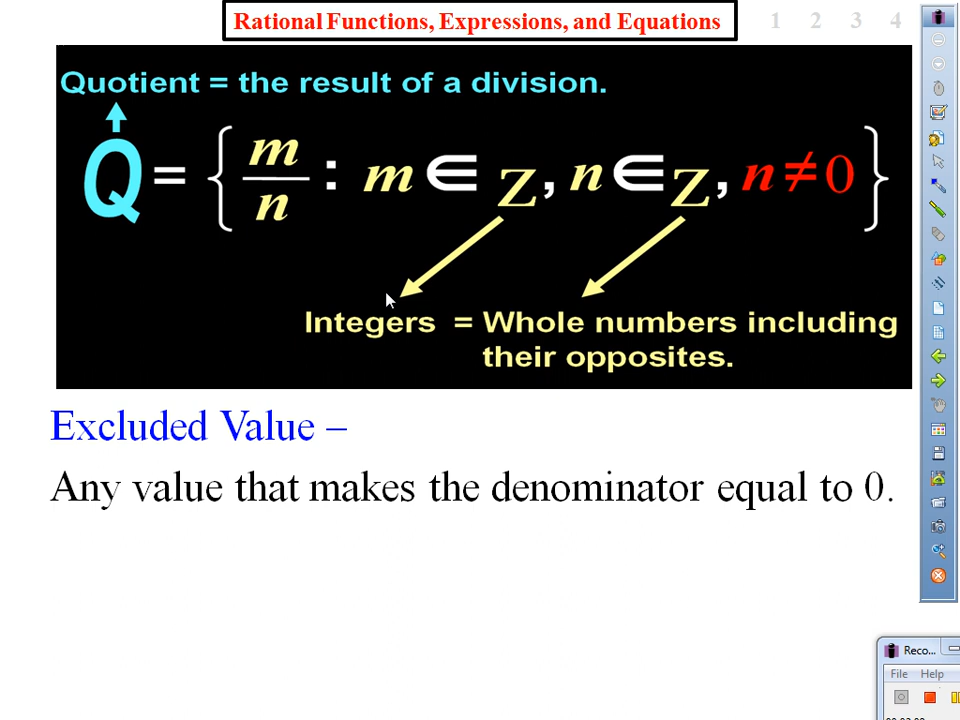 Rational Functions, Expressions, and Equations
1 2 3 4
Quotient = the result of a division.
Q = { m/n : m ∈ Z, n ∈ Z, n ≠ 0 }
Integers = Whole numbers including
their opposites.
Excluded Value –
Any value that makes the denominator equal to 0.
Reco...
File Help